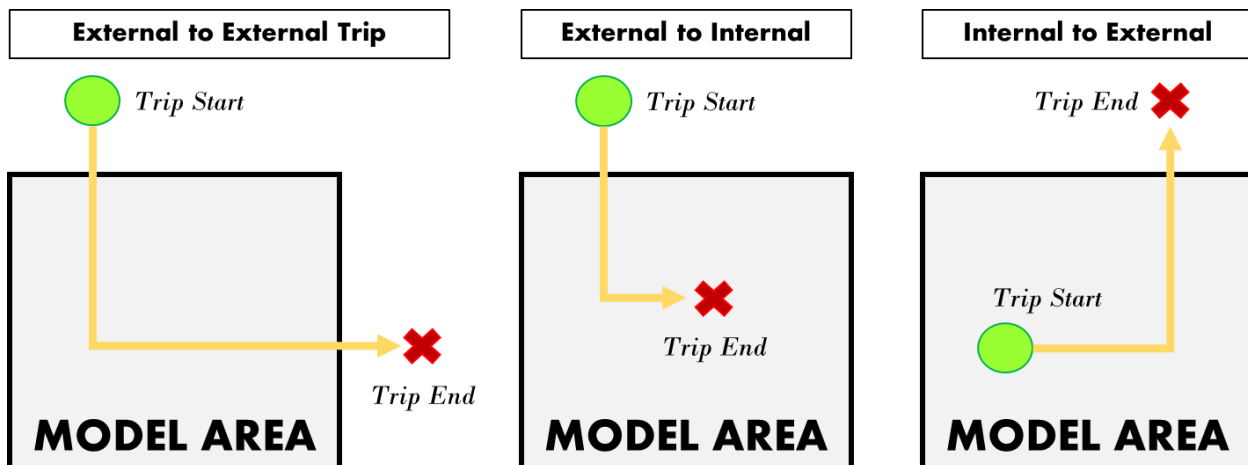 External to External Trip
Trip Start
Trip End
MODEL AREA
External to Internal
Trip Start
Trip End
MODEL AREA
Internal to External
Trip End
Trip Start
MODEL AREA